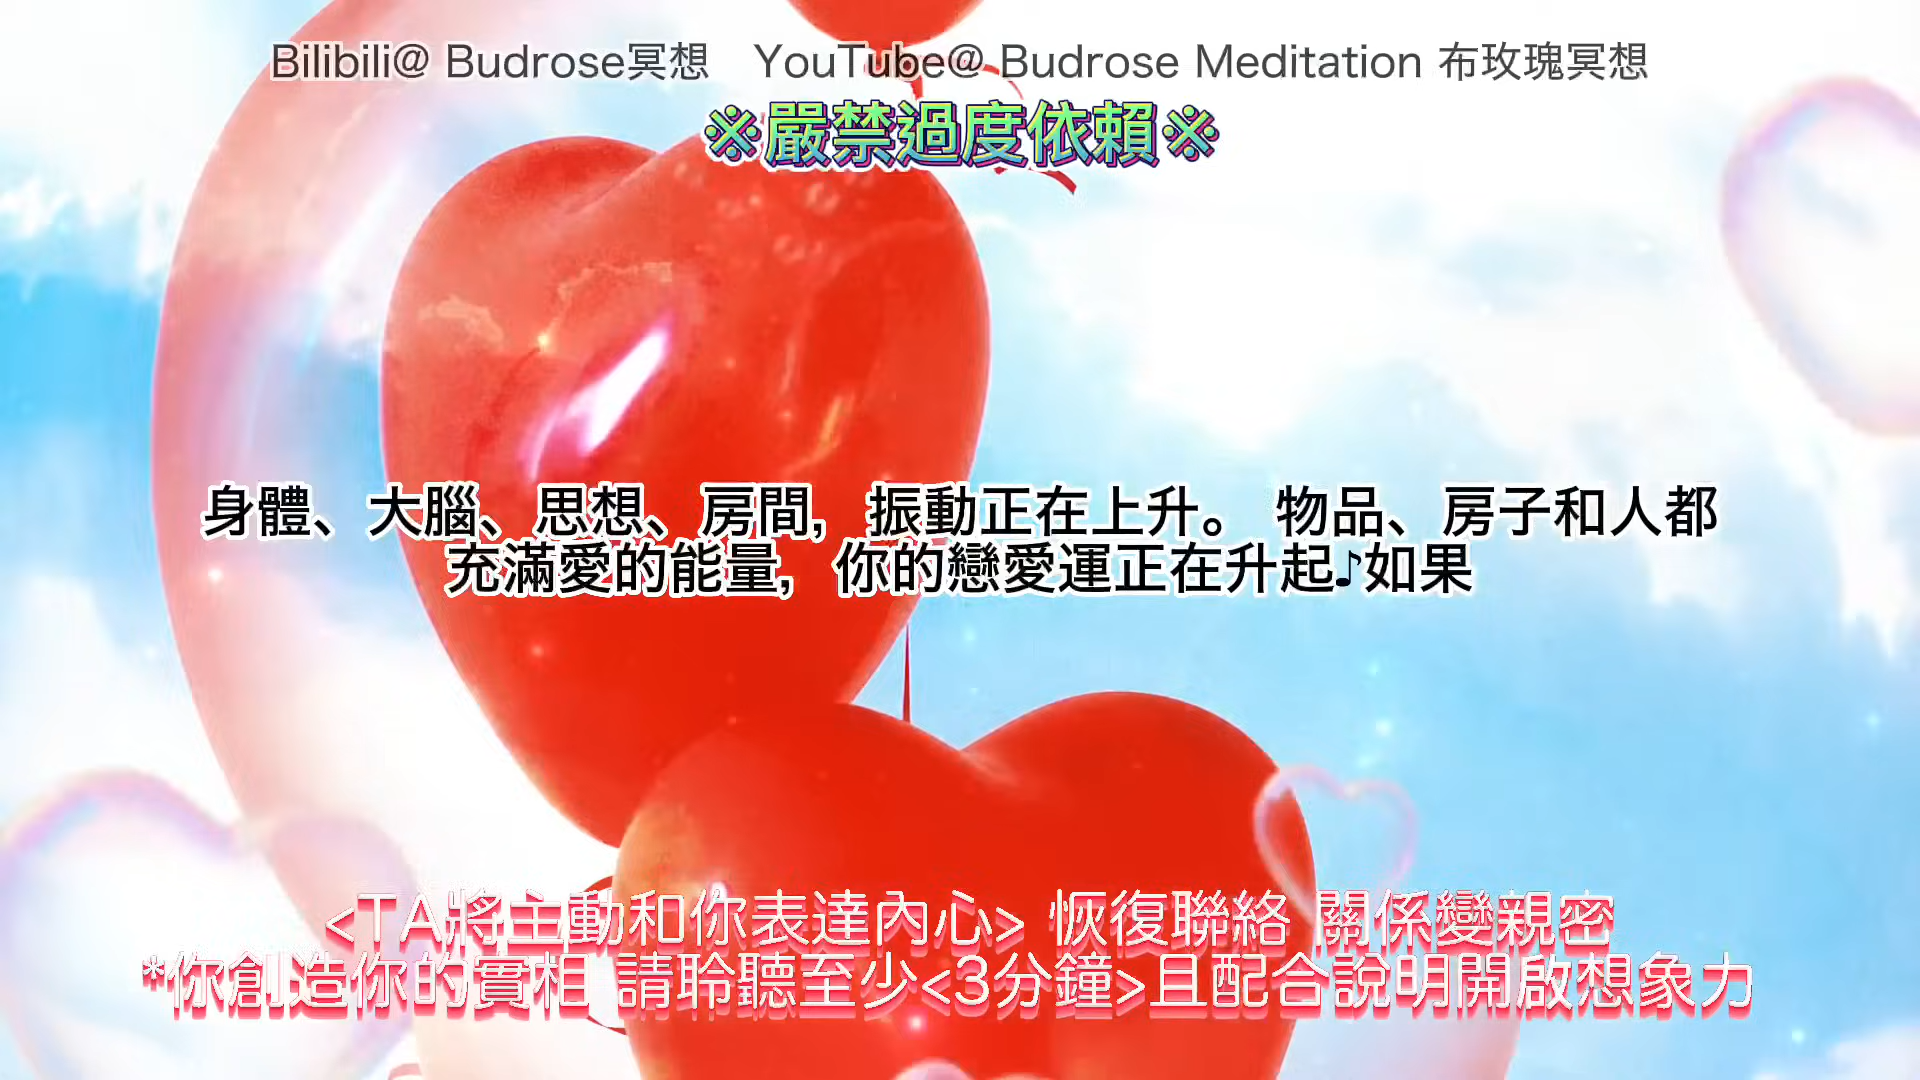 Bilibili@ Budrose冥想　YouTube@ Budrose Meditation 布玫瑰冥想
※嚴禁過度依賴※
身體、大腦、思想、房間，振動正在上升。 物品、房子和人都
充滿愛的能量，你的戀愛運正在升起♪如果
<TA將主動和你表達內心> 恢復聯絡 關係變親密
*你創造你的實相 請聆聽至少<3分鐘>且配合說明開啟想象力